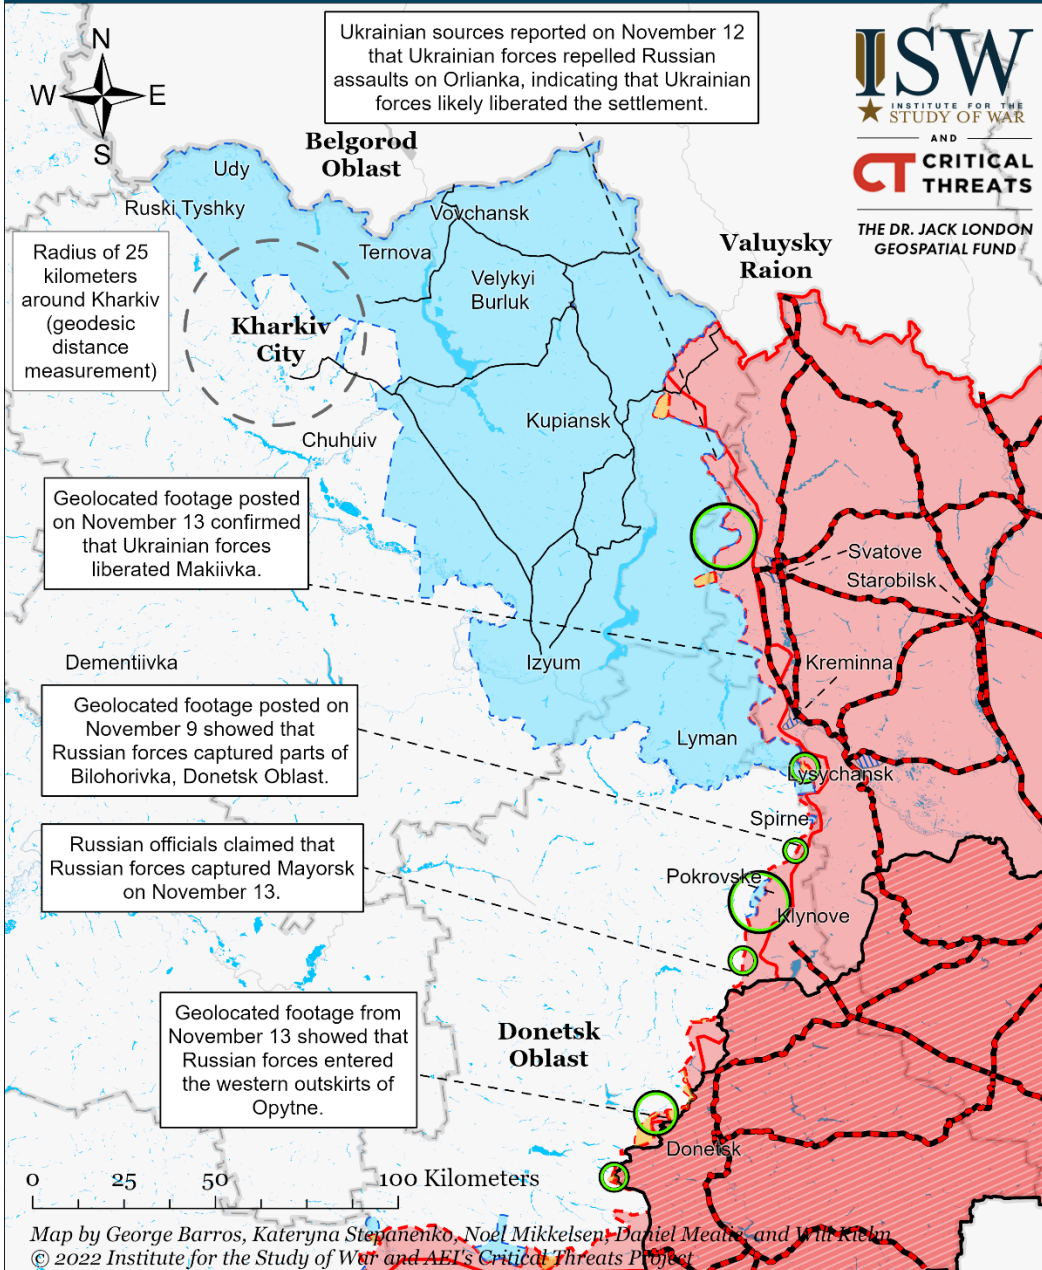 Ukrainian sources reported on November 12
that Ukrainian forces repelled Russian
assaults on Orlianka, indicating that Ukrainian
forces likely liberated the settlement.
ISW
INSTITUTE FOR THE
STUDY OF WAR
AND
CT CRITICAL
THREATS
THE DR. JACK LONDON
GEOSPATIAL FUND
N
W E
S
Belgorod
Oblast
Udy
Ruski Tyshky
Vovchansk
Ternova
Valuysky
Raion
Radius of 25
kilometers
around Kharkiv
(geodesic
distance
measurement)
Velykyi
Burluk
Kharkiv
City
Kupiansk
Chuhuiv
Geolocated footage posted
on November 13 confirmed
that Ukrainian forces
liberated Makiivka.
Svatove
Starobilsk
Dementiivka
Izyum
Kreminna
Geolocated footage posted on
November 9 showed that
Russian forces captured parts of
Bilohorivka, Donetsk Oblast.
Lyman
Lysychansk
Spirne
Russian officials claimed that
Russian forces captured Mayorsk
on November 13.
Pokrovske
Klynove
Geolocated footage from
November 13 showed that
Russian forces entered
the western outskirts of
Opytne.
Donetsk
Oblast
Donetsk
0 25 50 100 Kilometers
Map by George Barros, Kateryna Stepanenko, Noel Mikkelsen, Daniel Mealie, and Will Kielm
© 2022 Institute for the Study of War and AEI's Critical Threats Project